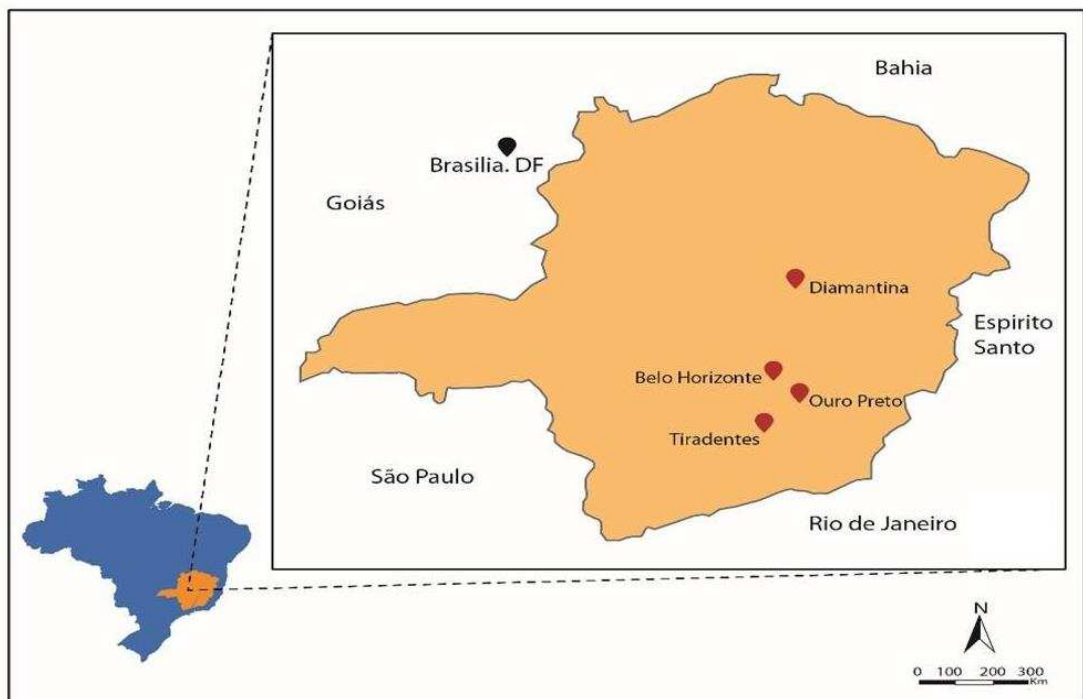 Bahia
Brasilia. DF
Goiás
Diamantina
Espirito
Santo
Belo Horizonte
Ouro Preto
Tiradentes
São Paulo
Rio de Janeiro
N
0 100 200 300
Km